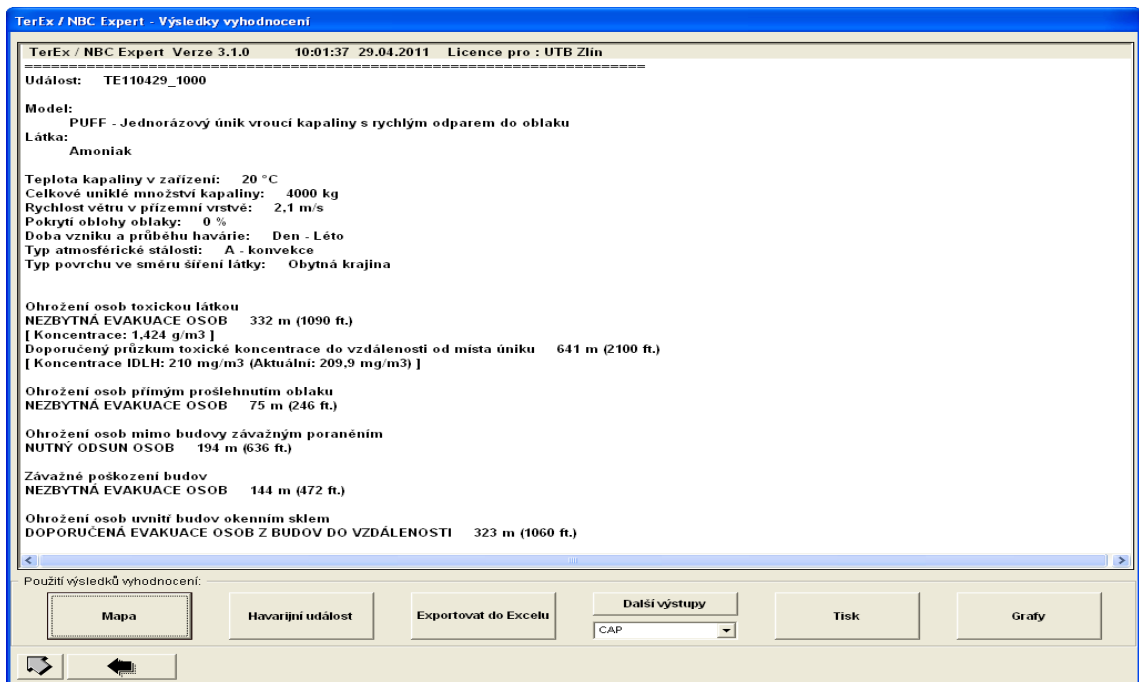 TerEx / NBC Expert - Výsledky vyhodnocení
TerEx / NBC Expert Verze 3.1.0 10:01:37 29.04.2011 Licence pro : UTB Zlín
======================================================================
Událost: TE110429_1000
Model:
PUFF - Jednorázový únik vroucí kapaliny s rychlým odparem do oblaku
Látka:
Amoniak
Teplota kapaliny v zařízení: 20 °C
Celkové uniklé množství kapaliny: 4000 kg
Rychlost větru v přízemní vrstvě: 2,1 m/s
Pokrytí oblohy oblaky: 0 %
Doba vzniku a průběhu havárie: Den - Léto
Typ atmosférické stálosti: A - konvekce
Typ povrchu ve směru šíření látky: Obytná krajina
Ohrožení osob toxickou látkou
NEZBYTNÁ EVAKUACE OSOB 332 m (1090 ft.)
[ Koncentrace: 1,424 g/m3 ]
Doporučený průzkum toxické koncentrace do vzdálenosti od místa úniku 641 m (2100 ft.)
[ Koncentrace IDLH: 210 mg/m3 (Aktuální: 209,9 mg/m3) ]
Ohrožení osob přímým prošlehnutím oblaku
NEZBYTNÁ EVAKUACE OSOB 75 m (246 ft.)
Ohrožení osob mimo budovy závažným poraněním
NUTNÝ ODSUN OSOB 194 m (636 ft.)
Závažné poškození budov
NEZBYTNÁ EVAKUACE OSOB 144 m (472 ft.)
Ohrožení osob uvnitř budov okenním sklem
DOPORUČENÁ EVAKUACE OSOB Z BUDOV DO VZDÁLENOSTI 323 m (1060 ft.)
Použití výsledků vyhodnocení:
Mapa
Havarijní událost
Exportovat do Excelu
Další výstupy
CAP
Tisk
Grafy